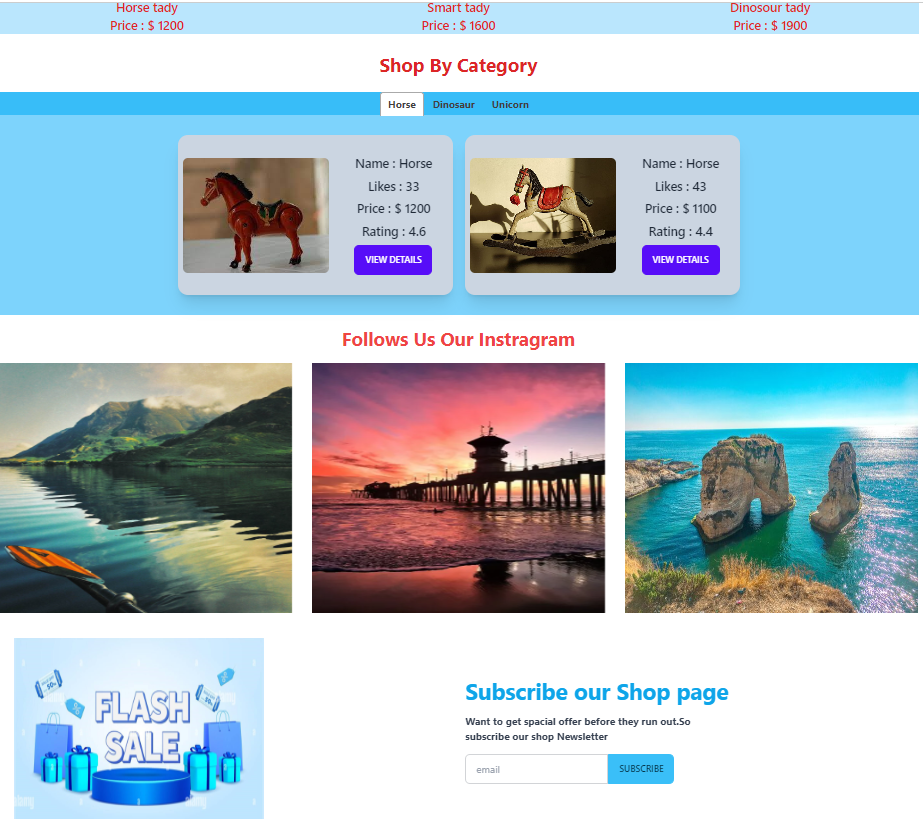 Horse tady Smart tady Dinosour tady
Price : $ 1200 Price : $ 1600 Price : $ 1900
Shop By Category
Horse Dinosaur Unicorn
Name : Horse
Likes : 33
Price : $ 1200
Rating : 4.6
VIEW DETAILS
Name : Horse
Likes : 43
Price : $ 1100
Rating : 4.4
VIEW DETAILS
Follows Us Our Instragram
FLASH
SALE
Subscribe our Shop page
Want to get spacial offer before they run out.So
subscribe our shop Newsletter
email SUBSCRIBE